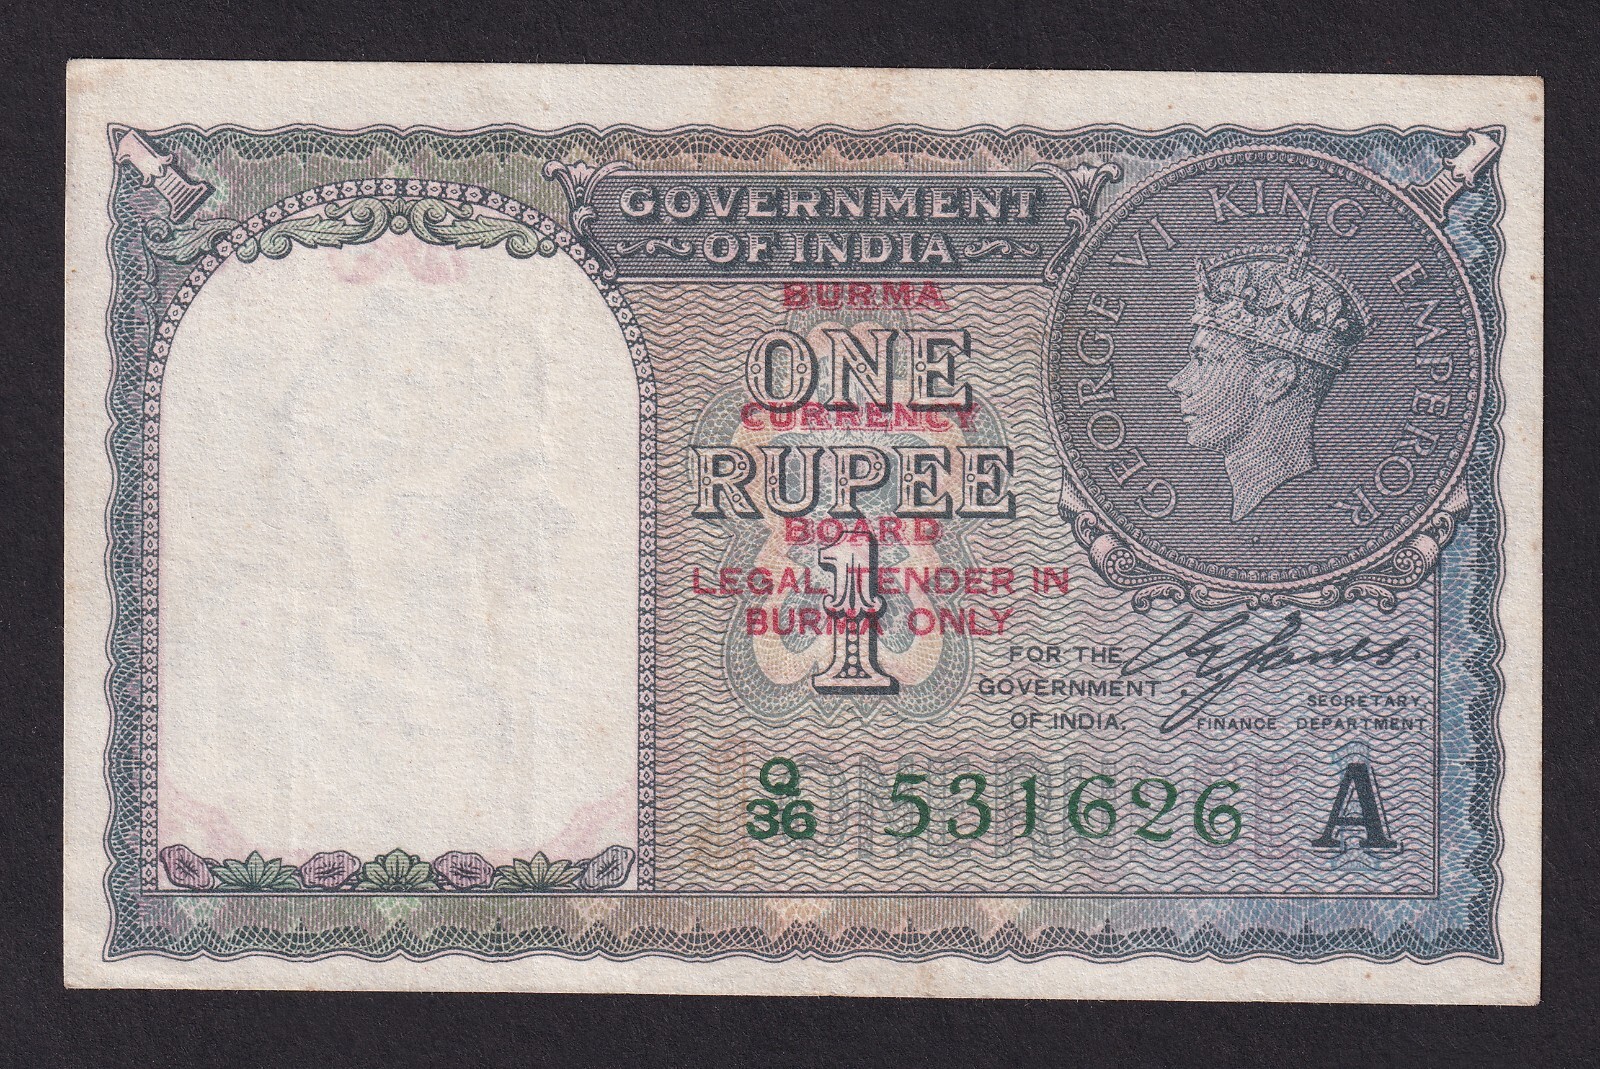 1
1
GOVERNMENT
OF INDIA
GEORGE VI KING EMPEROR
BURMA
ONE
CURRENCY
RUPEE
BOARD
1
LEGAL TENDER IN
BURMA ONLY
FOR THE
GOVERNMENT
OF INDIA.
SECRETARY,
FINANCE DEPARTMENT
Q
36 531626 A